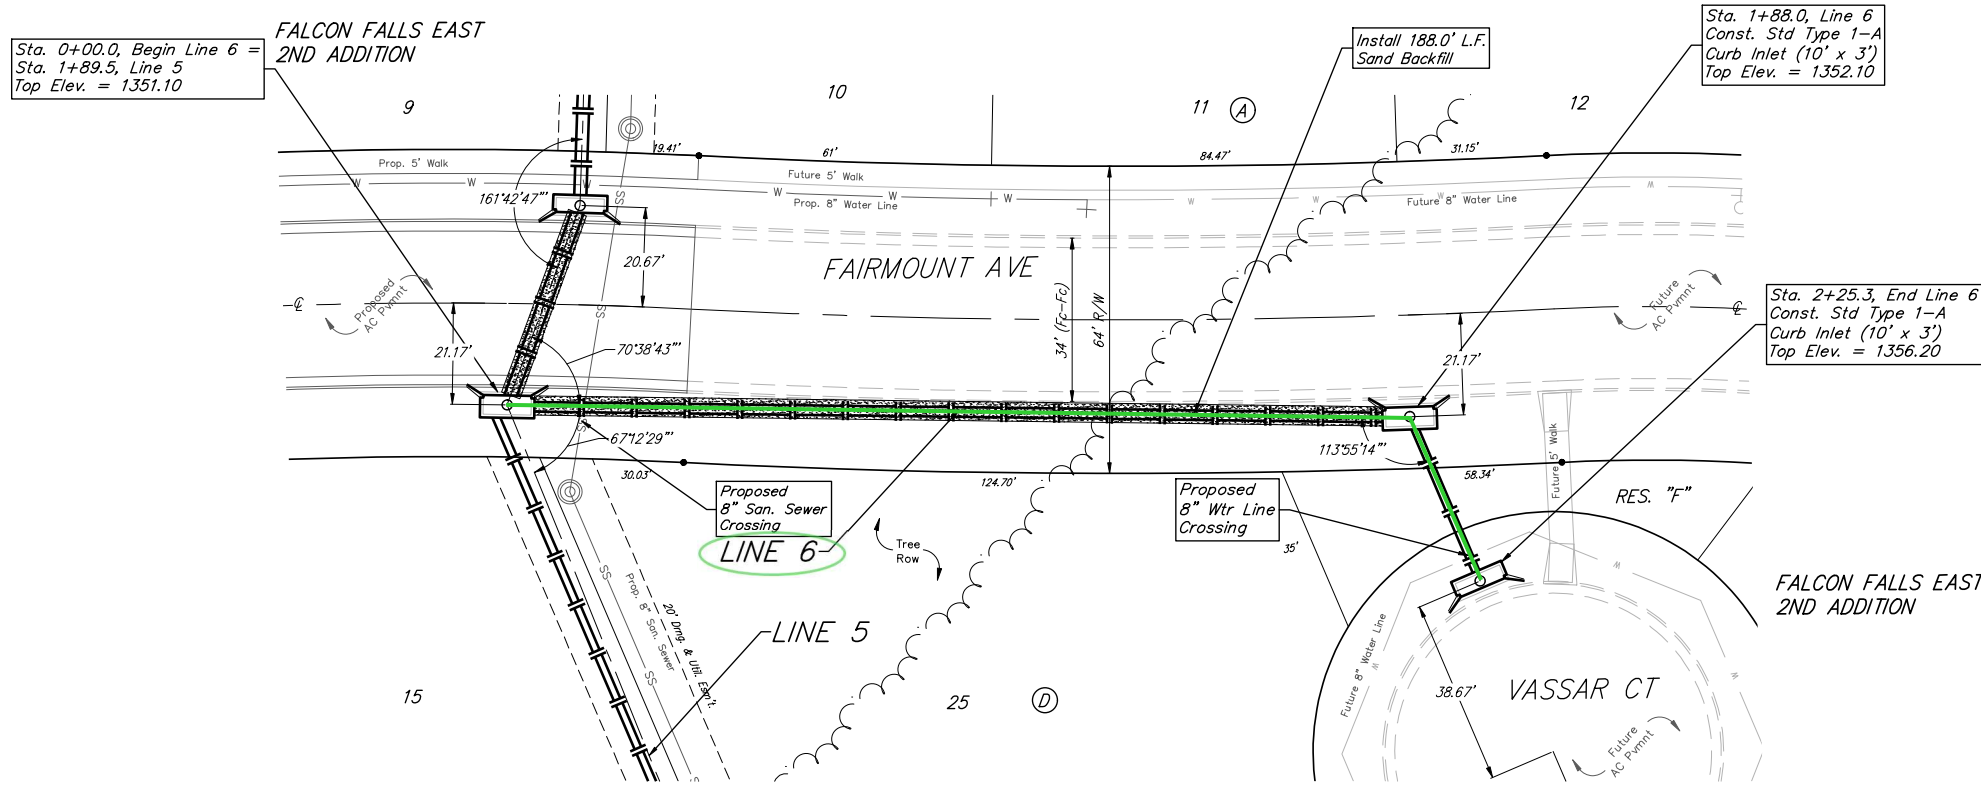 FALCON FALLS EAST
2ND ADDITION
Sta. 0+00.0, Begin Line 6 =
Sta. 1+89.5, Line 5
Top Elev. = 1351.10
Install 188.0' L.F.
Sand Backfill
Sta. 1+88.0, Line 6
Const. Std Type 1-A
Curb Inlet (10' x 3')
Top Elev. = 1352.10
9
10
11
A
12
19.41'
61'
84.47'
31.15'
Prop. 5' Walk
Future 5' Walk
W
W
W
W
W
W
W
W
W
W
161°42'47"
Prop. 8" Water Line
Future 8" Water Line
SS
20.67'
FAIRMOUNT AVE
34' (Fc-Fc)
64' R/W
℄
Proposed
AC Pvmnt
SS
Future
AC Pvmnt
℄
Sta. 2+25.3, End Line 6
Const. Std Type 1-A
Curb Inlet (10' x 3')
Top Elev. = 1356.20
21.17'
70°38'43"
21.17'
SS
67°12'29"
113°55'14"
30.03'
124.70'
58.34'
Future 5' Walk
RES. "F"
Proposed
8" San. Sewer
Crossing
LINE 6
Tree
Row
Proposed
8" Wtr Line
Crossing
35'
W
W
SS
Prop. 8" San. Sewer
20' Drng. & Util. Esm't.
LINE 5
Future 8" Water Line
W
W
FALCON FALLS EAST
2ND ADDITION
SS
15
25
D
38.67'
VASSAR CT
Future
AC Pvmnt
SS